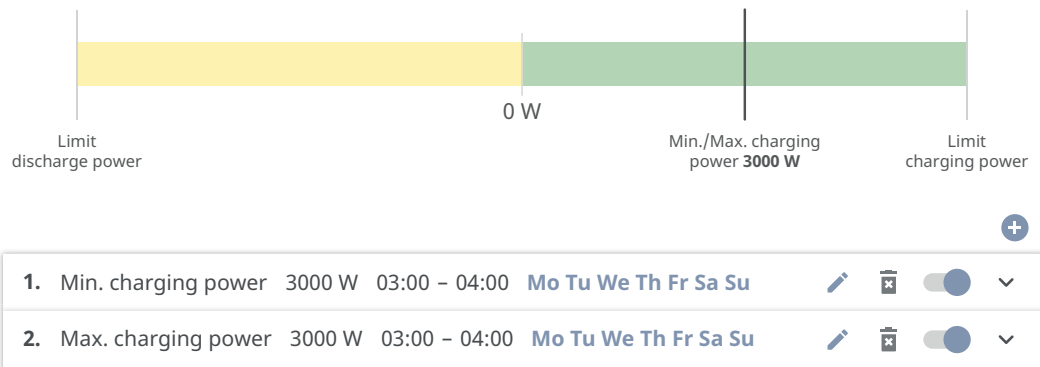 0 W
Limit
discharge power
Min./Max. charging
power 3000 W
Limit
charging power
1. Min. charging power 3000 W 03:00 – 04:00 Mo Tu We Th Fr Sa Su
2. Max. charging power 3000 W 03:00 – 04:00 Mo Tu We Th Fr Sa Su